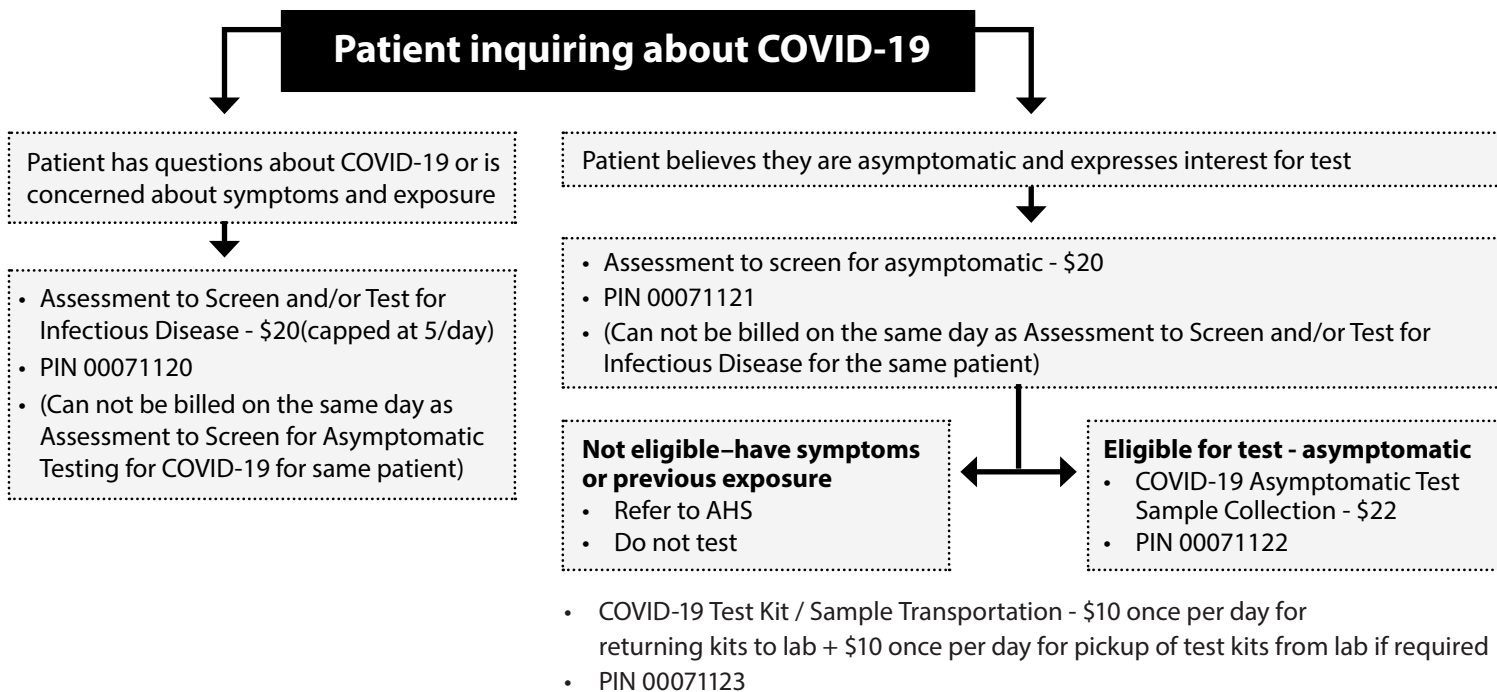 Patient inquiring about COVID-19
Patient has questions about COVID-19 or is
concerned about symptoms and exposure
• Assessment to Screen and/or Test for
Infectious Disease - $20(capped at 5/day)
• PIN 00071120
• (Can not be billed on the same day as
Assessment to Screen for Asymptomatic
Testing for COVID-19 for same patient)
Patient believes they are asymptomatic and expresses interest for test
• Assessment to screen for asymptomatic - $20
• PIN 00071121
• (Can not be billed on the same day as Assessment to Screen and/or Test for
Infectious Disease for the same patient)
Not eligible–have symptoms
or previous exposure
• Refer to AHS
• Do not test
Eligible for test - asymptomatic
• COVID-19 Asymptomatic Test
Sample Collection - $22
• PIN 00071122
• COVID-19 Test Kit / Sample Transportation - $10 once per day for
returning kits to lab + $10 once per day for pickup of test kits from lab if required
• PIN 00071123